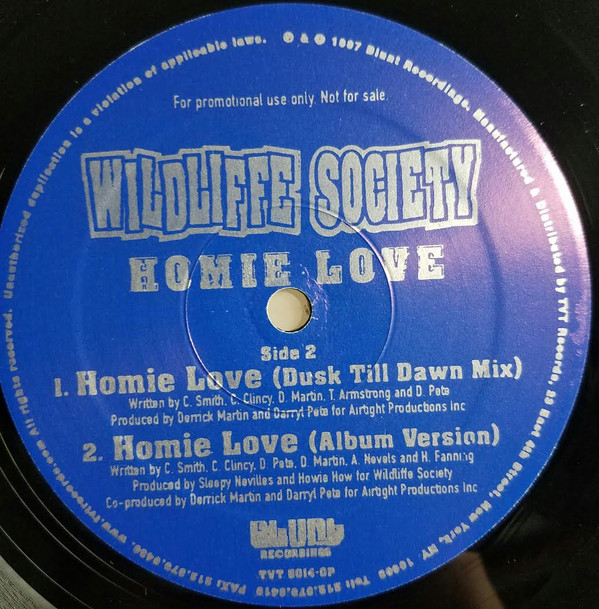 All rights reserved. Unauthorized duplication is a violation of applicable laws. ℗ & © 1997 Blunt Recordings. Manufactured & Distributed by TVT Records, 23 East 4th Street, New York, NY. 10003 Tel: 212.979.6410 FAX: 212.979.6489. www.tvtrecords.com
For promotional use only. Not for sale.
WILDLIFFE SOCIETY
HOMIE LOVE
Side 2
1. Homie Love (Dusk Till Dawn Mix)
Written by C. Smith, C. Clincy, D. Martin, T. Armstrong and D. Pete
Produced by Derrick Martin and Darryl Pete for Airtight Productions inc
2. Homie Love (Album Version)
Written by C. Smith, C. Clincy, D. Pete, D. Martin, A. Nevels and H. Fanning
Produced by Sleepy Nevilles and Howie How for Wildliffe Society
Co-produced by Derrick Martin and Darryl Pete for Airtight Productions Inc
BLUNT
RECORDINGS
TVT 8014-0P